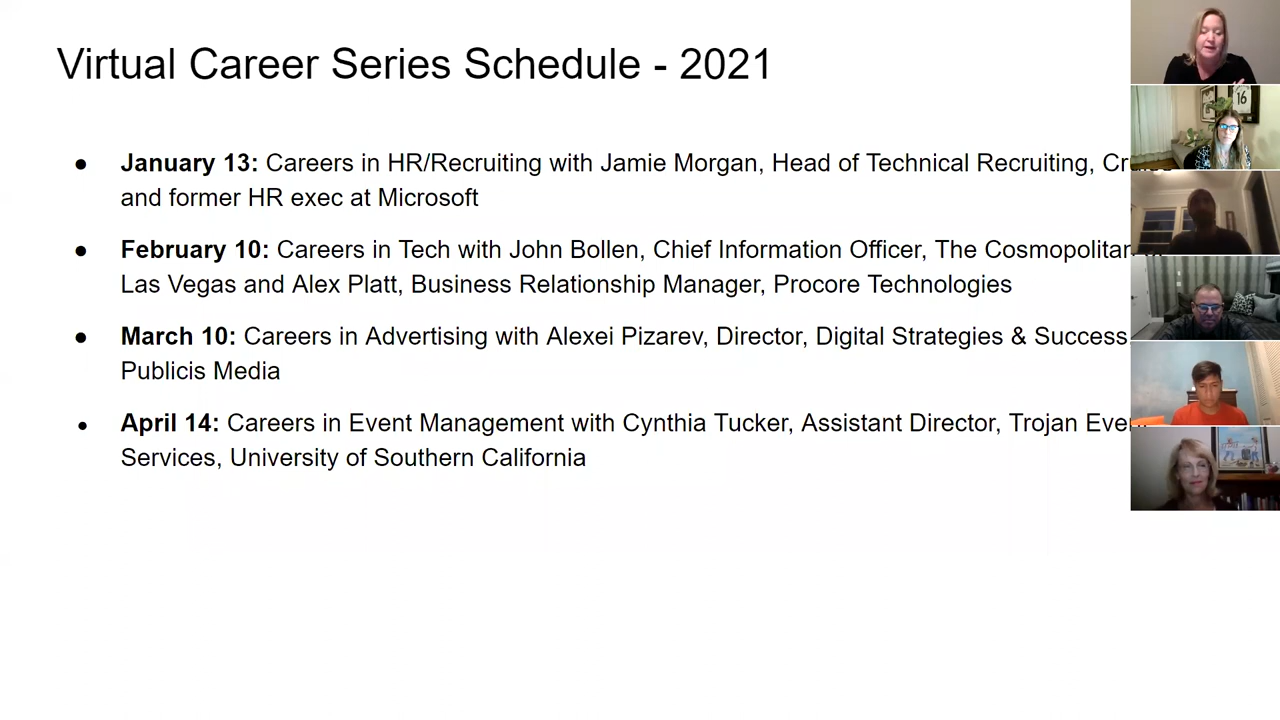 Virtual Career Series Schedule - 2021
● January 13: Careers in HR/Recruiting with Jamie Morgan, Head of Technical Recruiting,
and former HR exec at Microsoft
● February 10: Careers in Tech with John Bollen, Chief Information Officer, The Cosmopolitan
Las Vegas and Alex Platt, Business Relationship Manager, Procore Technologies
● March 10: Careers in Advertising with Alexei Pizarev, Director, Digital Strategies & Success
Publicis Media
● April 14: Careers in Event Management with Cynthia Tucker, Assistant Director, Trojan
Services, University of Southern California
16